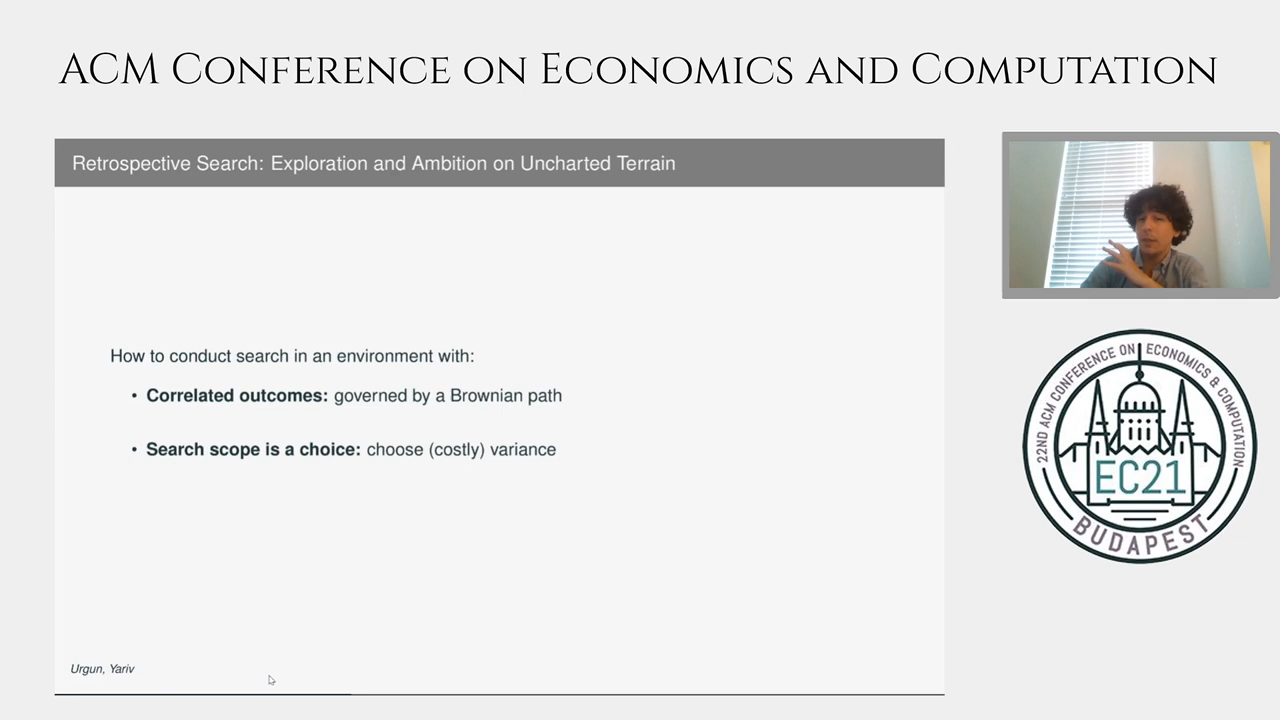 ACM Conference on Economics and Computation
Retrospective Search: Exploration and Ambition on Uncharted Terrain
How to conduct search in an environment with:
• Correlated outcomes: governed by a Brownian path
• Search scope is a choice: choose (costly) variance
Urgun, Yariv
22ND ACM CONFERENCE ON ECONOMICS & COMPUTATION
EC21
BUDAPEST